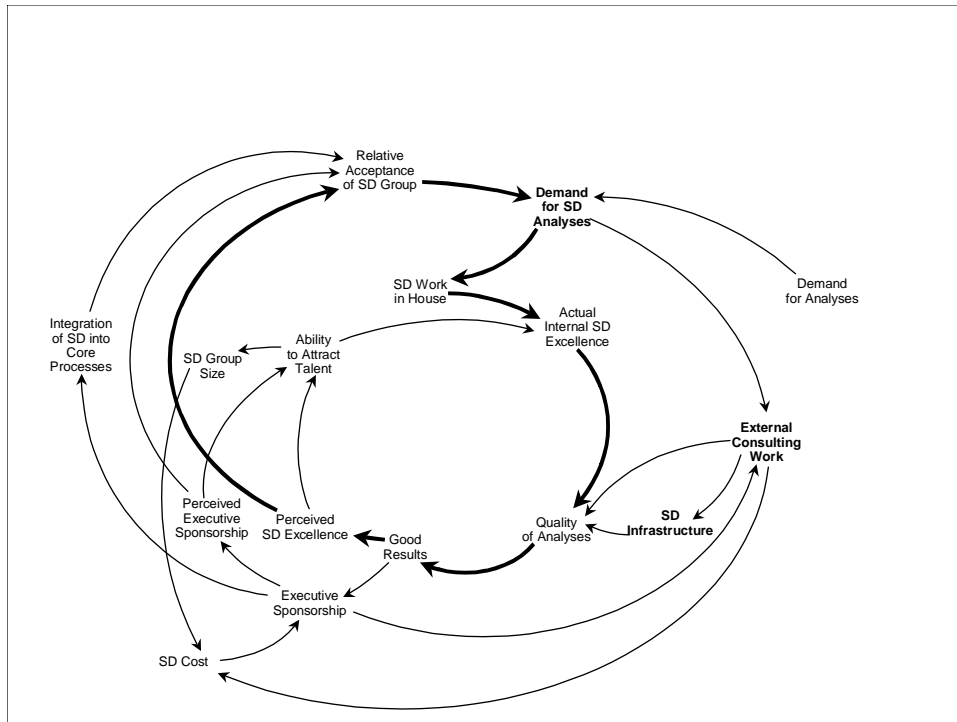 Relative
Acceptance
of SD Group
Demand
for SD
Analyses
SD Work
in House
Demand
for Analyses
Actual
Internal SD
Excellence
Integration
of SD into
Core
Processes
Ability
to Attract
Talent
SD Group
Size
External
Consulting
Work
Perceived
Executive
Sponsorship
Perceived
SD Excellence
Good
Results
Quality
of Analyses
SD
Infrastructure
Executive
Sponsorship
SD Cost